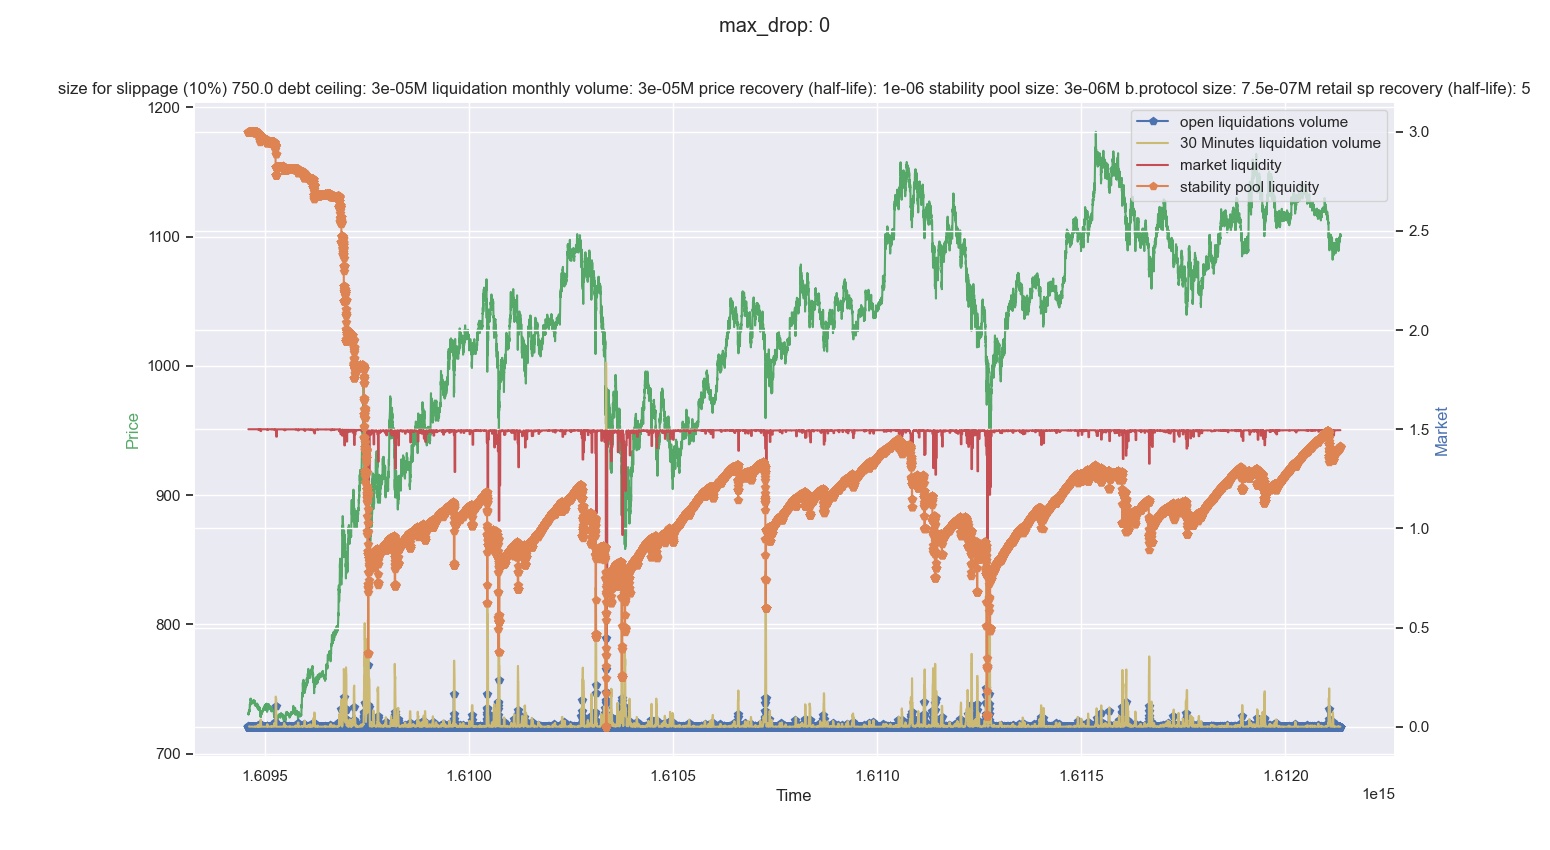 max_drop: 0
size for slippage (10%) 750.0 debt ceiling: 3e-05M liquidation monthly volume: 3e-05M price recovery (half-life): 1e-06 stability pool size: 3e-06M b.protocol size: 7.5e-07M retail sp recovery (half-life): 5
open liquidations volume
30 Minutes liquidation volume
market liquidity
stability pool liquidity
Price
1200
1100
1000
900
800
700
3.0
2.5
2.0
1.5
1.0
0.5
0.0
Market
1.6095
1.6100
1.6105
1.6110
1.6115
1.6120
1e15
Time